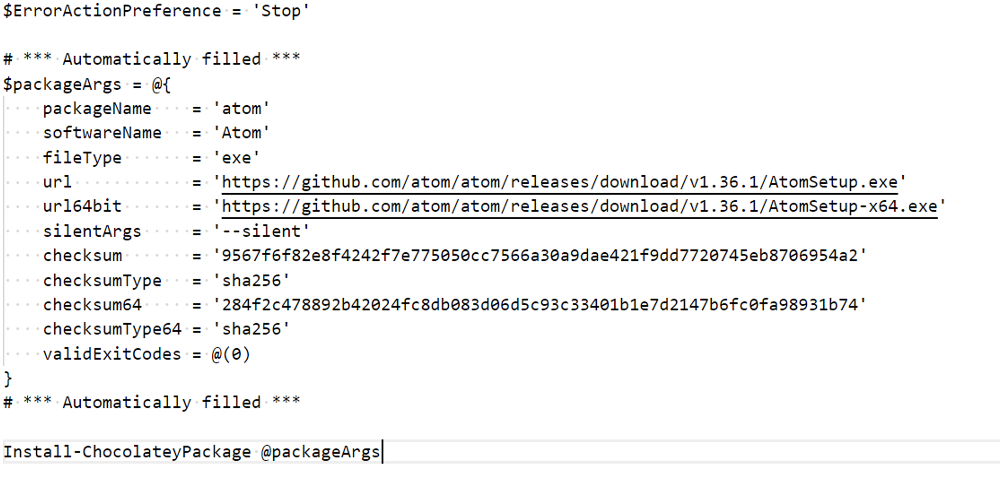 $ErrorActionPreference = 'Stop'

# *** Automatically filled ***
$packageArgs = @{
    packageName    = 'atom'
    softwareName   = 'Atom'
    fileType       = 'exe'
    url            = 'https://github.com/atom/atom/releases/download/v1.36.1/AtomSetup.exe'
    url64bit       = 'https://github.com/atom/atom/releases/download/v1.36.1/AtomSetup-x64.exe'
    silentArgs     = '--silent'
    checksum       = '9567f6f82e8f4242f7e775050cc7566a30a9dae421f9dd7720745eb8706954a2'
    checksumType   = 'sha256'
    checksum64     = '284f2c478892b42024fc8db083d06d5c93c33401b1e7d2147b6fc0fa98931b74'
    checksumType64 = 'sha256'
    validExitCodes = @(0)
}
# *** Automatically filled ***

Install-ChocolateyPackage @packageArgs